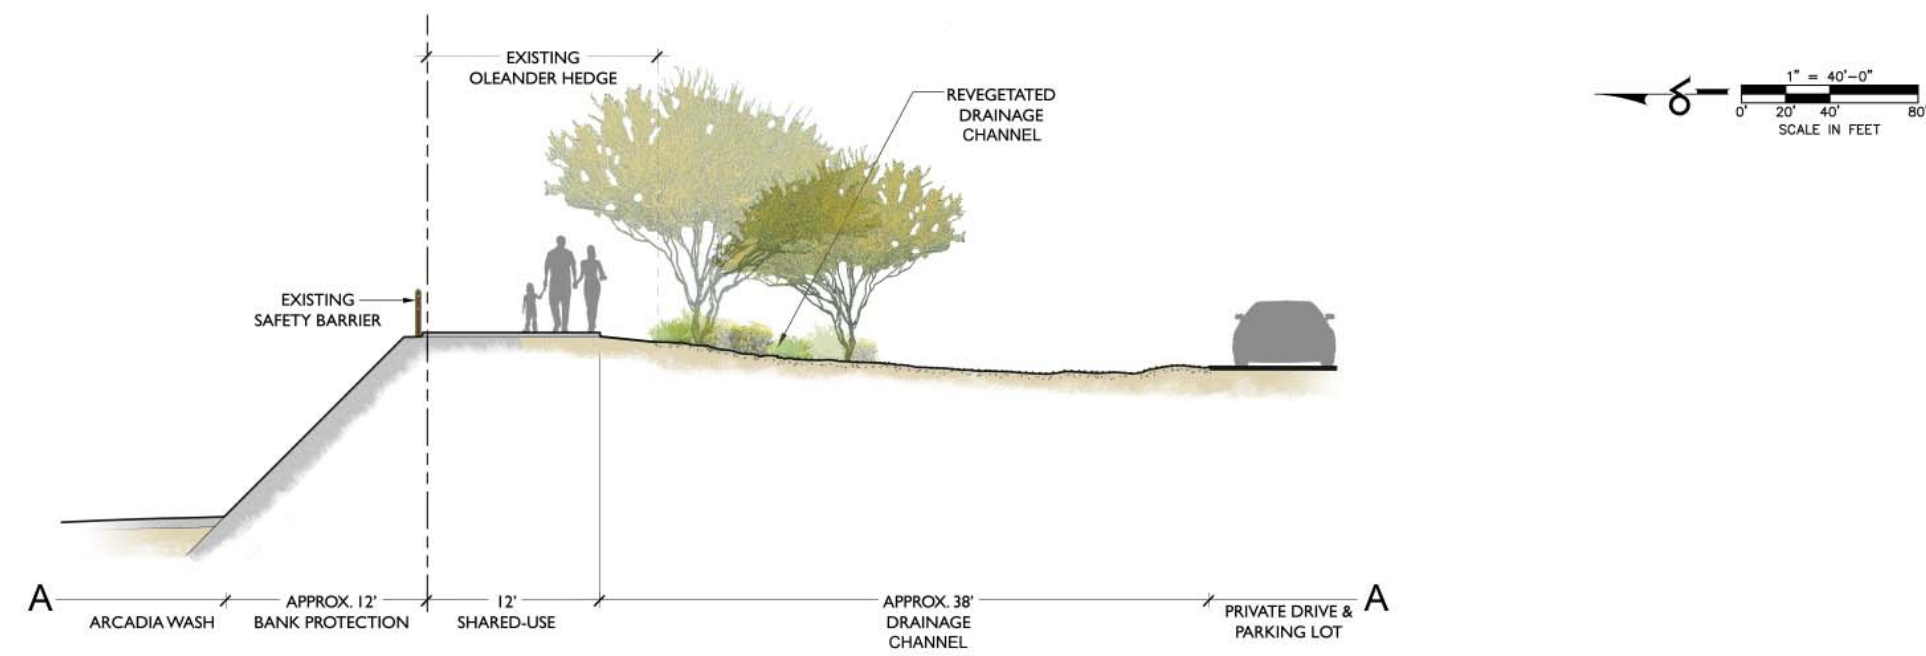 EXISTING
OLEANDER HEDGE
REVEGETATED
DRAINAGE
CHANNEL
1" = 40'-0"
0' 20' 40' 80'
SCALE IN FEET
EXISTING
SAFETY BARRIER
A
ARCADIA WASH
APPROX. 12'
BANK PROTECTION
12'
SHARED-USE
APPROX. 38'
DRAINAGE
CHANNEL
PRIVATE DRIVE &
PARKING LOT
A